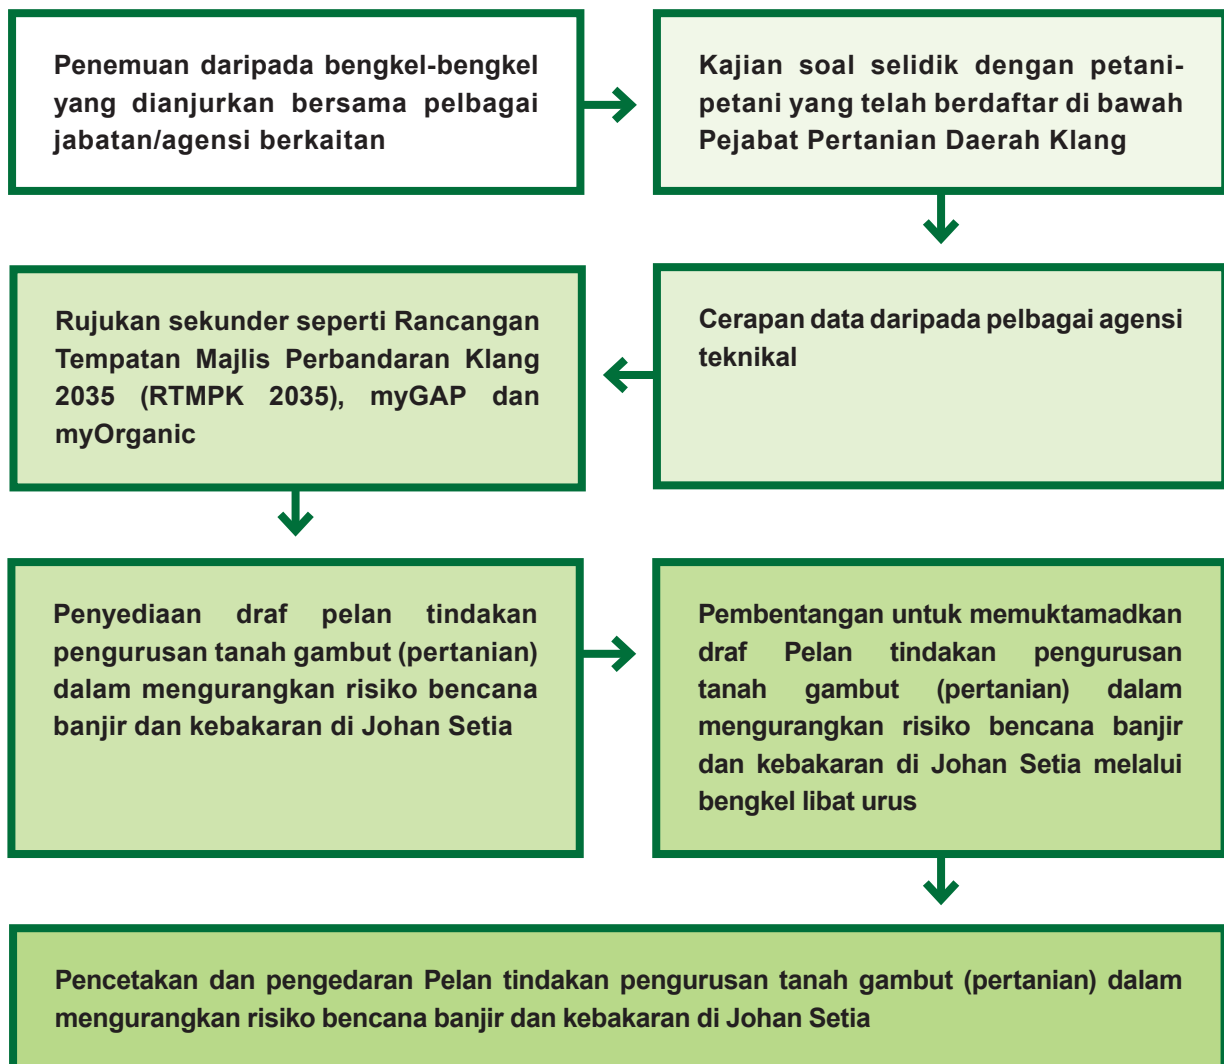 Penemuan daripada bengkel-bengkel
yang dianjurkan bersama pelbagai
jabatan/agensi berkaitan
Kajian soal selidik dengan petani-
petani yang telah berdaftar di bawah
Pejabat Pertanian Daerah Klang
Cerapan data daripada pelbagai agensi
teknikal
Rujukan sekunder seperti Rancangan
Tempatan Majlis Perbandaran Klang
2035 (RTMPK 2035), myGAP dan
myOrganic
Penyediaan draf pelan tindakan
pengurusan tanah gambut (pertanian)
dalam mengurangkan risiko bencana
banjir dan kebakaran di Johan Setia
Pembentangan untuk memuktamadkan
draf Pelan tindakan pengurusan
tanah gambut (pertanian) dalam
mengurangkan risiko bencana banjir
dan kebakaran di Johan Setia melalui
bengkel libat urus
Pencetakan dan pengedaran Pelan tindakan pengurusan tanah gambut (pertanian) dalam
mengurangkan risiko bencana banjir dan kebakaran di Johan Setia